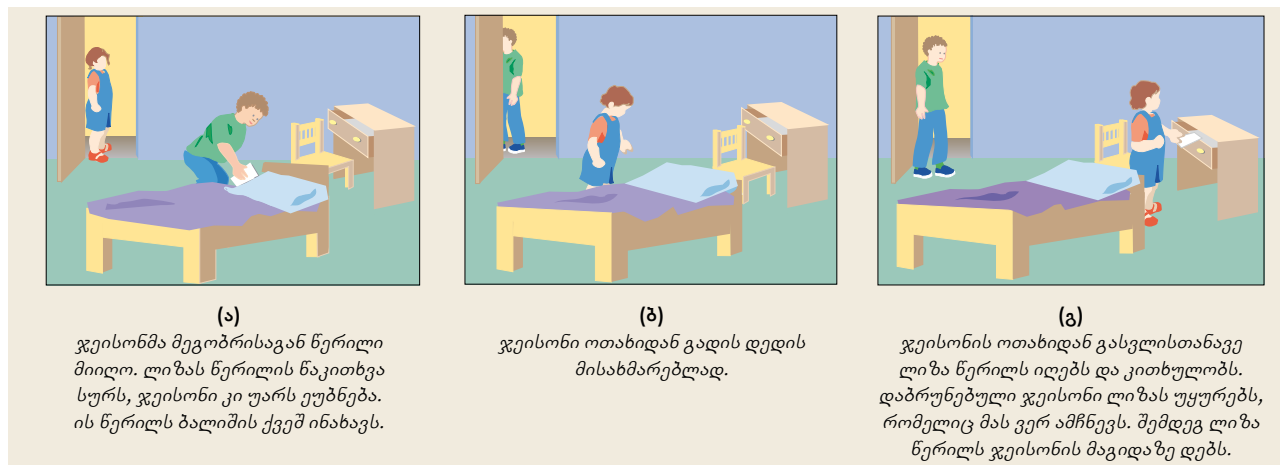 (ა)
ჯეისონმა მეგობრისაგან წერილი
მიიღო. ლიზას წერილის წაკითხვა
სურს, ჯეისონი კი უარს ეუბნება.
ის წერილს ბალიშის ქვეშ ინახავს.
(ბ)
ჯეისონი ოთახიდან გადის დედის
მისახმარებლად.
(გ)
ჯეისონის ოთახიდან გასვლისთანავე
ლიზა წერილს იღებს და კითხულობს.
დაბრუნებული ჯეისონი ლიზას უყურებს,
რომელიც მას ვერ ამჩნევს. შემდეგ ლიზა
წერილს ჯეისონის მაგიდაზე დებს.